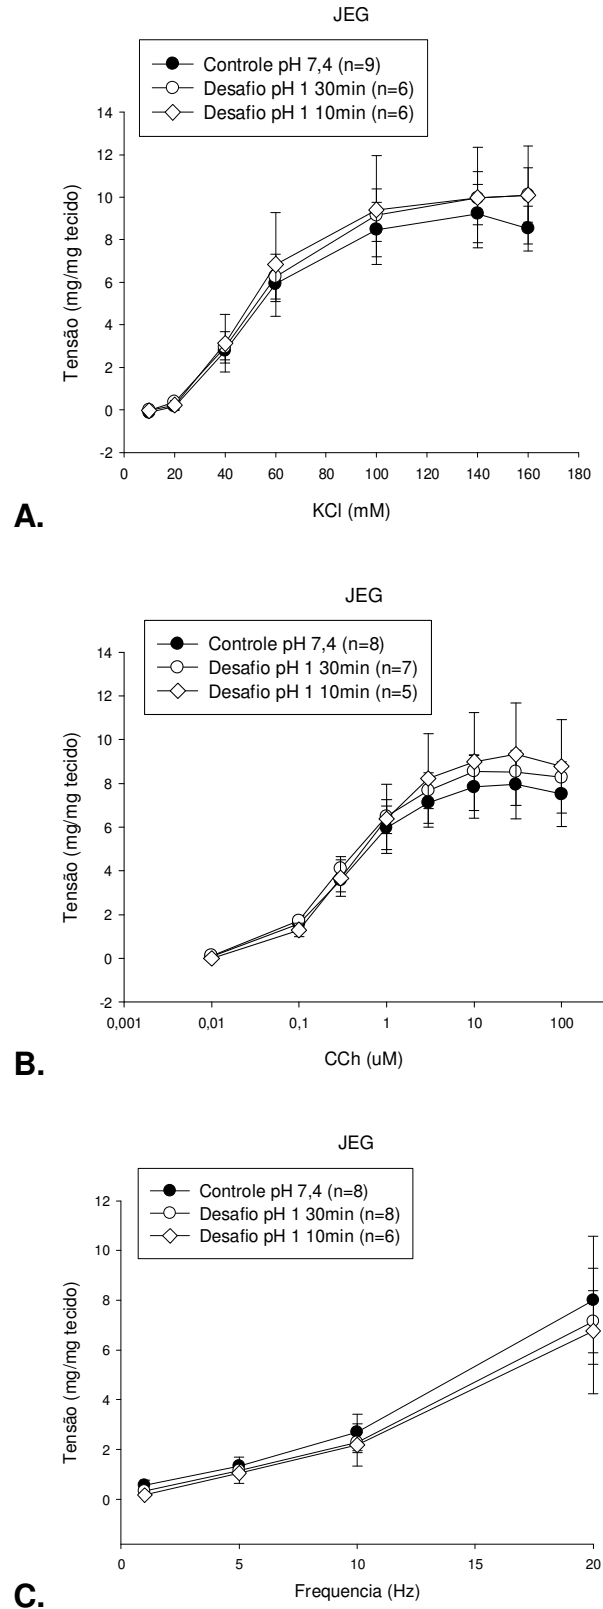 JEG
Controle pH 7,4 (n=9)
Desafio pH 1 30min (n=6)
Desafio pH 1 10min (n=6)
Tensão (mg/mg tecido)
14
12
10
8
6
4
2
0
-2
0 20 40 60 80 100 120 140 160 180
KCl (mM)
A.
JEG
Controle pH 7,4 (n=8)
Desafio pH 1 30min (n=7)
Desafio pH 1 10min (n=5)
Tensão (mg/mg tecido)
14
12
10
8
6
4
2
0
-2
0,001 0,01 0,1 1 10 100
CCh (uM)
B.
JEG
Controle pH 7,4 (n=8)
Desafio pH 1 30min (n=8)
Desafio pH 1 10min (n=6)
Tensão (mg/mg tecido)
12
10
8
6
4
2
0
0 5 10 15 20
Frequencia (Hz)
C.